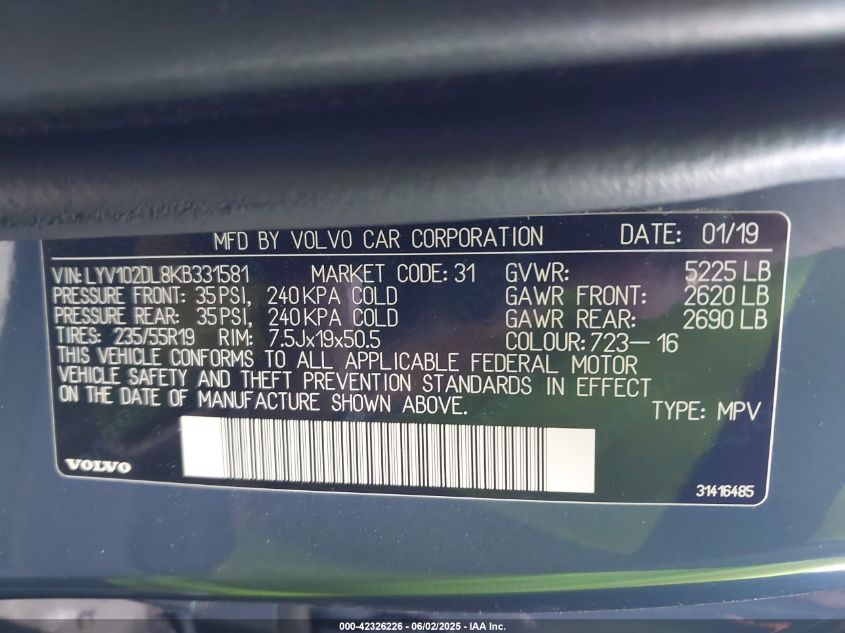 MFD BY VOLVO CAR CORPORATION DATE: 01/19
VIN: LYV102DL8KB331581 MARKET CODE: 31 GVWR: 5225 LB
PRESSURE FRONT: 35 PSI, 240 KPA COLD GAWR FRONT: 2620 LB
PRESSURE REAR: 35 PSI, 240 KPA COLD GAWR REAR: 2690 LB
TIRES: 235/55R19 RIM: 7.5Jx19x50.5 COLOUR: 723-16
THIS VEHICLE CONFORMS TO ALL APPLICABLE FEDERAL MOTOR
VEHICLE SAFETY AND THEFT PREVENTION STANDARDS IN EFFECT
ON THE DATE OF MANUFACTURE SHOWN ABOVE.
TYPE: MPV
VOLVO
31416485
000-42326226 - 06/02/2025 - IAA Inc.